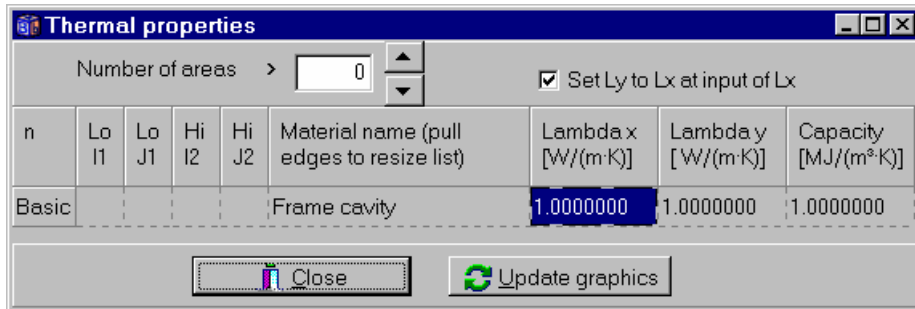 Thermal properties
Number of areas > 0
Set Ly to Lx at input of Lx
n Lo I1 Lo J1 Hi I2 Hi J2 Material name (pull edges to resize list) Lambda x [W/(m·K)] Lambda y [W/(m·K)] Capacity [MJ/(m³·K)]
Basic Frame cavity 1.0000000 1.0000000 1.0000000
Close Update graphics